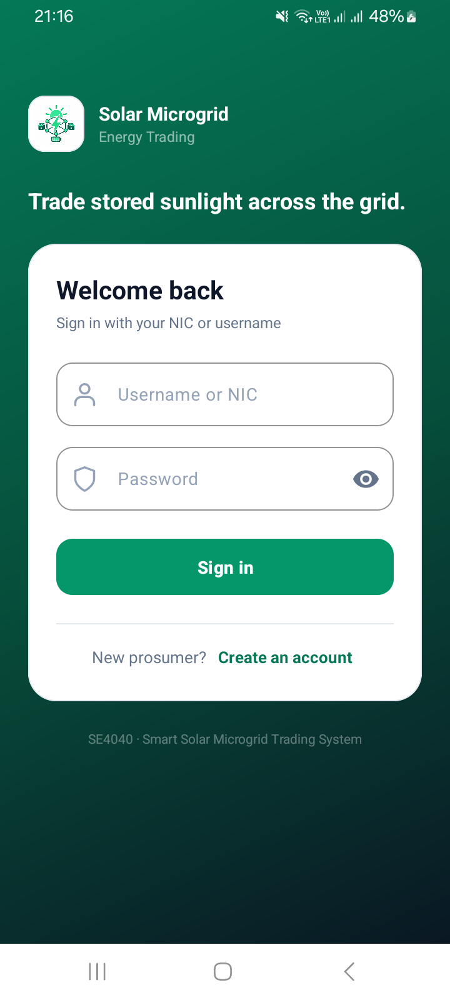 21:16
Vo)) LTE1 48%
Solar Microgrid
Energy Trading
Trade stored sunlight across the grid.
Welcome back
Sign in with your NIC or username
Username or NIC
Password
Sign in
New prosumer? Create an account
SE4040 · Smart Solar Microgrid Trading System